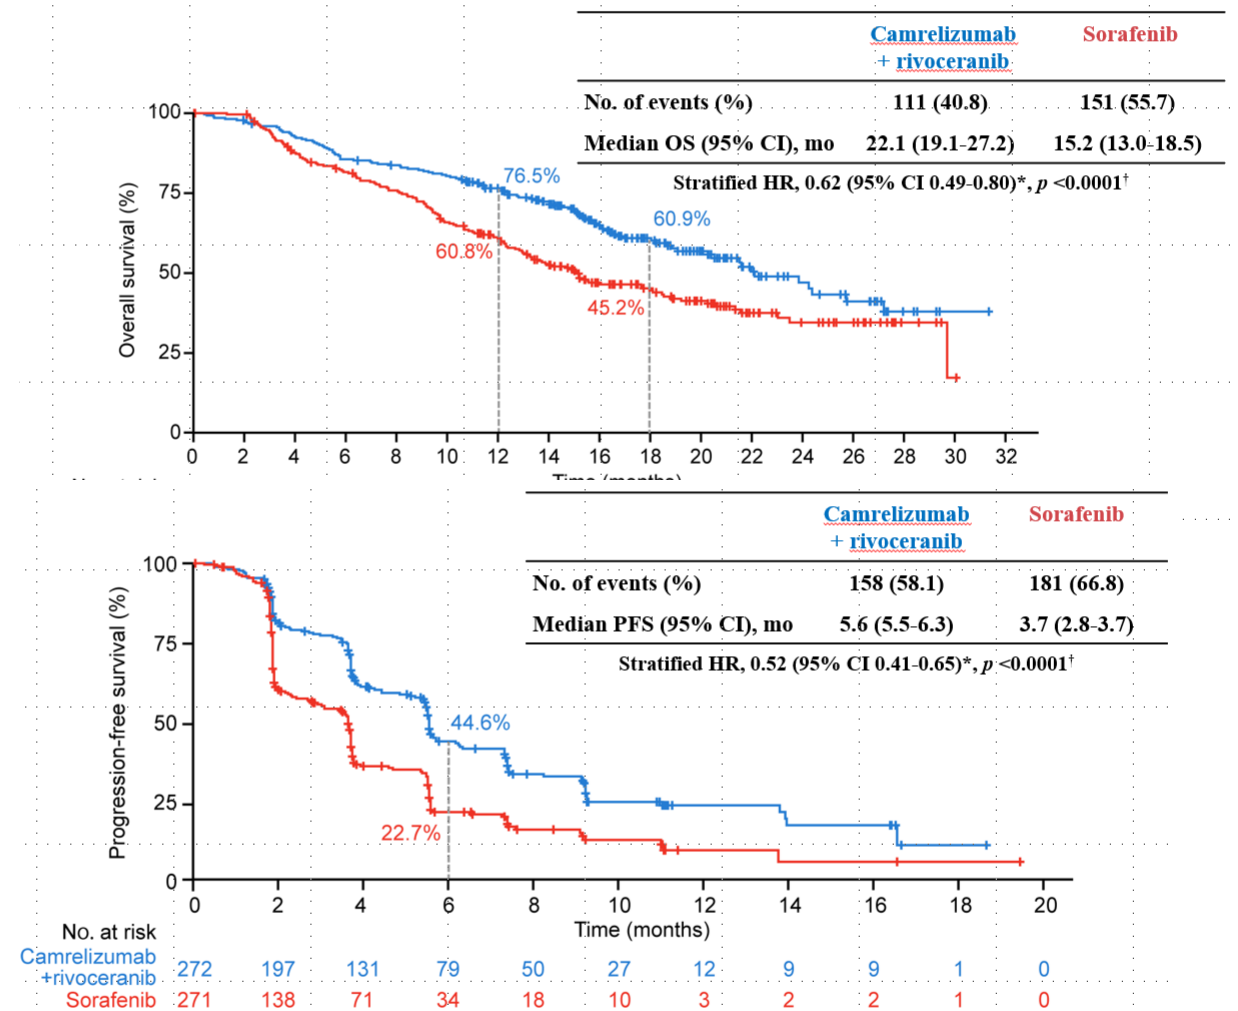 Camrelizumab Sorafenib
+ rivoceranib
No. of events (%) 111 (40.8) 151 (55.7)
Median OS (95% CI), mo 22.1 (19.1-27.2) 15.2 (13.0-18.5)
Stratified HR, 0.62 (95% CI 0.49-0.80)*, p <0.0001†
Overall survival (%)
100
75
50
25
0
76.5%
60.9%
60.8%
45.2%
0 2 4 6 8 10 12 14 16 18 20 22 24 26 28 30 32
Time (months)
Camrelizumab Sorafenib
+ rivoceranib
No. of events (%) 158 (58.1) 181 (66.8)
Median PFS (95% CI), mo 5.6 (5.5-6.3) 3.7 (2.8-3.7)
Stratified HR, 0.52 (95% CI 0.41-0.65)*, p <0.0001†
Progression-free survival (%)
100
75
50
25
0
44.6%
22.7%
0 2 4 6 8 10 12 14 16 18 20
Time (months)
No. at risk
Camrelizumab
+rivoceranib 272 197 131 79 50 27 12 9 9 1 0
Sorafenib 271 138 71 34 18 10 3 2 2 1 0